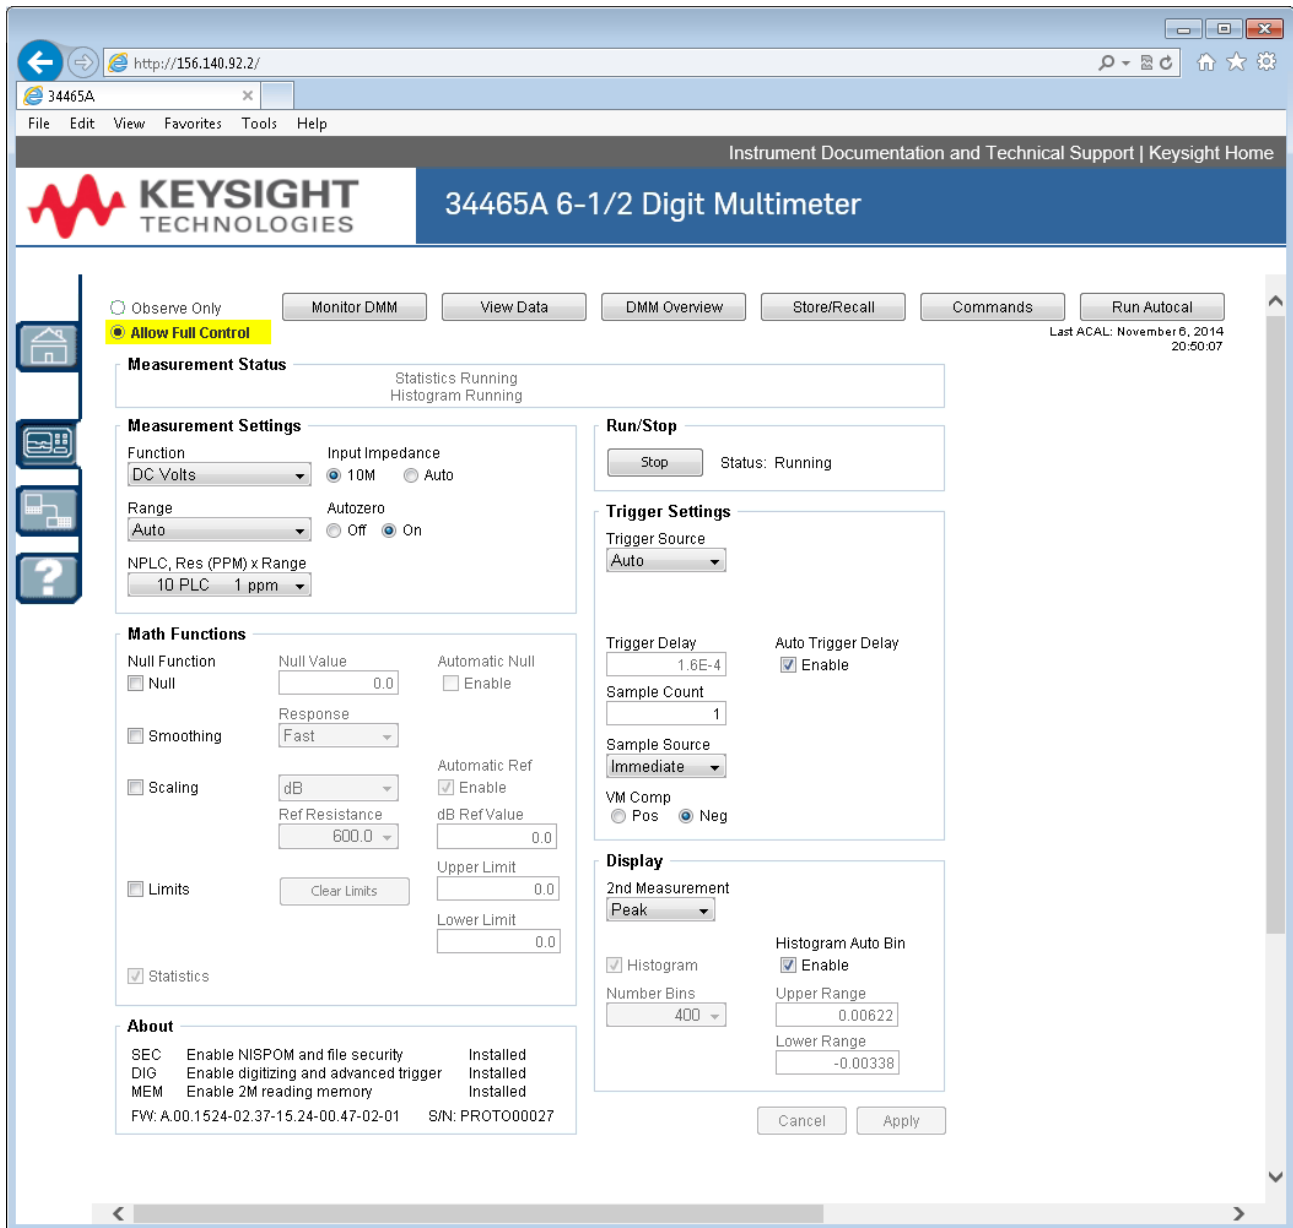 http://156.140.92.2/
34465A
File Edit View Favorites Tools Help
Instrument Documentation and Technical Support | Keysight Home
KEYSIGHT
TECHNOLOGIES
34465A 6-1/2 Digit Multimeter
Observe Only
Allow Full Control
Monitor DMM
View Data
DMM Overview
Store/Recall
Commands
Run Autocal
Last ACAL: November 6, 2014
20:50:07
Measurement Status
Statistics Running
Histogram Running
Measurement Settings
Function
DC Volts
Input Impedance
10M Auto
Range
Auto
Autozero
Off On
NPLC, Res (PPM) x Range
10 PLC 1 ppm
Math Functions
Null Function
Null
Null Value
0.0
Automatic Null
Enable
Smoothing
Response
Fast
Scaling
dB
Automatic Ref
Enable
Ref Resistance
600.0
dB Ref Value
0.0
Limits
Clear Limits
Upper Limit
0.0
Lower Limit
0.0
Statistics
About
SEC Enable NISPOM and file security Installed
DIG Enable digitizing and advanced trigger Installed
MEM Enable 2M reading memory Installed
FW: A.00.1524-02.37-15.24-00.47-02-01 S/N: PROTO00027
Run/Stop
Stop
Status: Running
Trigger Settings
Trigger Source
Auto
Trigger Delay
1.6E-4
Auto Trigger Delay
Enable
Sample Count
1
Sample Source
Immediate
VM Comp
Pos Neg
Display
2nd Measurement
Peak
Histogram
Histogram Auto Bin
Enable
Number Bins
400
Upper Range
0.00622
Lower Range
-0.00338
Cancel
Apply